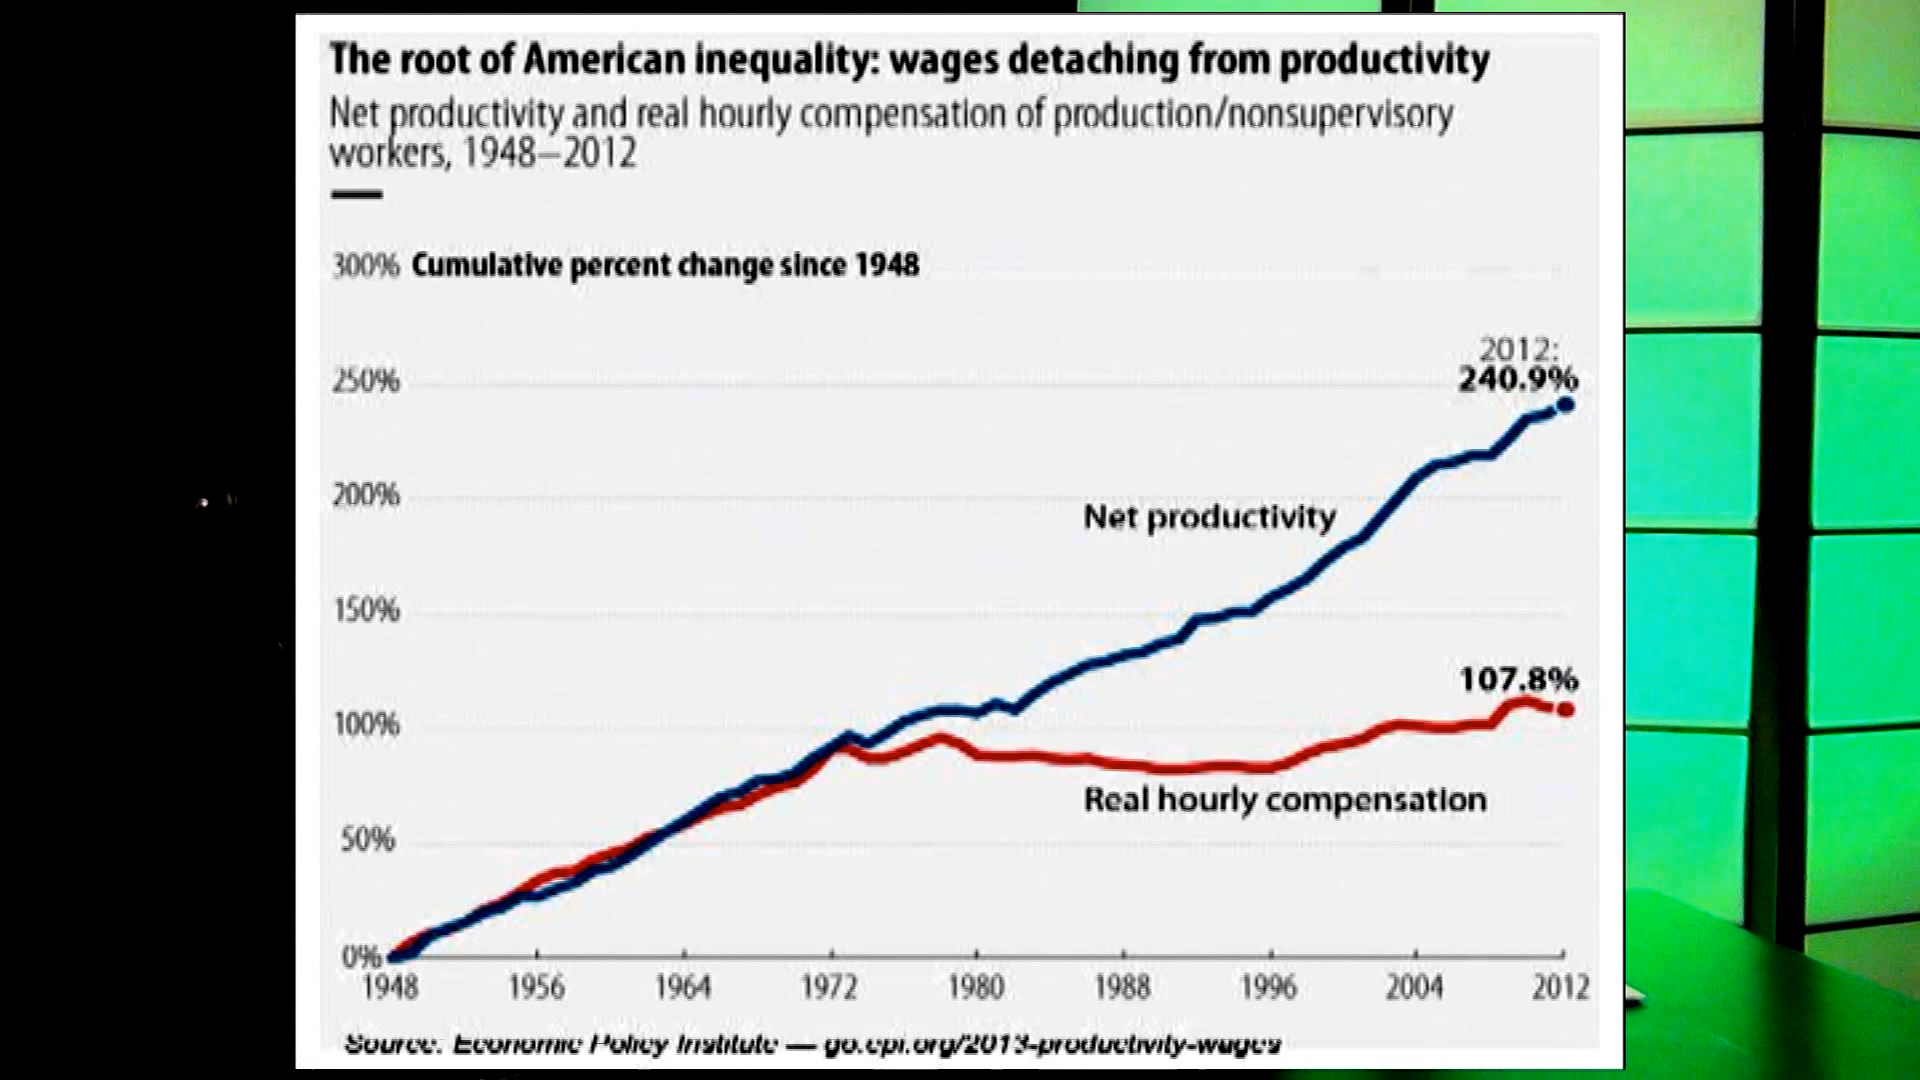 The root of American inequality: wages detaching from productivity
Net productivity and real hourly compensation of production/nonsupervisory
workers, 1948–2012
300% Cumulative percent change since 1948
2012:
250%
240.9%
200%
Net productivity
150%
107.8%
100%
Real hourly compensation
50%
0%
1948 1956 1964 1972 1980 1988 1996 2004 2012
Source: Economic Policy Institute — go.epi.org/2013-productivity-wages